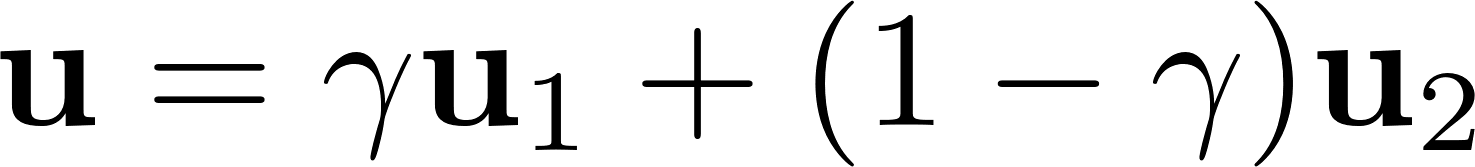 𝐮 = γ𝐮₁ + (1 − γ)𝐮₂